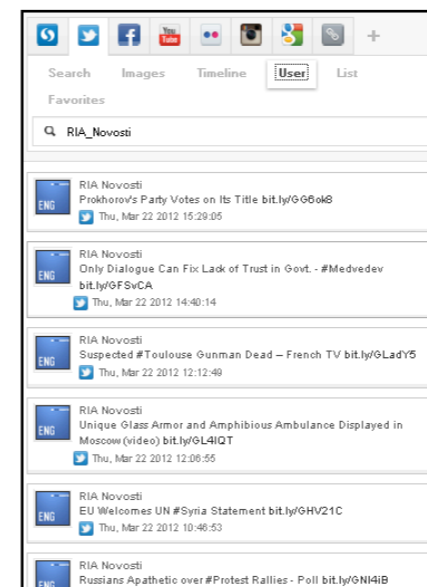 You Tube
+
Search Images Timeline User List
Favorites
RIA_Novosti
RIA Novosti
Prokhorov's Party Votes on Its Title bit.ly/GG6ok8
ENG
Thu, Mar 22 2012 15:29:05
RIA Novosti
Only Dialogue Can Fix Lack of Trust in Govt. - #Medvedev
ENG
bit.ly/GFSvCA
Thu, Mar 22 2012 14:40:14
RIA Novosti
Suspected #Toulouse Gunman Dead – French TV bit.ly/GLadY5
ENG
Thu, Mar 22 2012 12:12:49
RIA Novosti
Unique Glass Armor and Amphibious Ambulance Displayed in
ENG
Moscow (video) bit.ly/GL4IQT
Thu, Mar 22 2012 12:06:55
RIA Novosti
EU Welcomes UN #Syria Statement bit.ly/GHV21C
ENG
Thu, Mar 22 2012 10:46:53
RIA Novosti
Russians Apathetic over #Protest Rallies - Poll bit.ly/GNI4iB
ENG